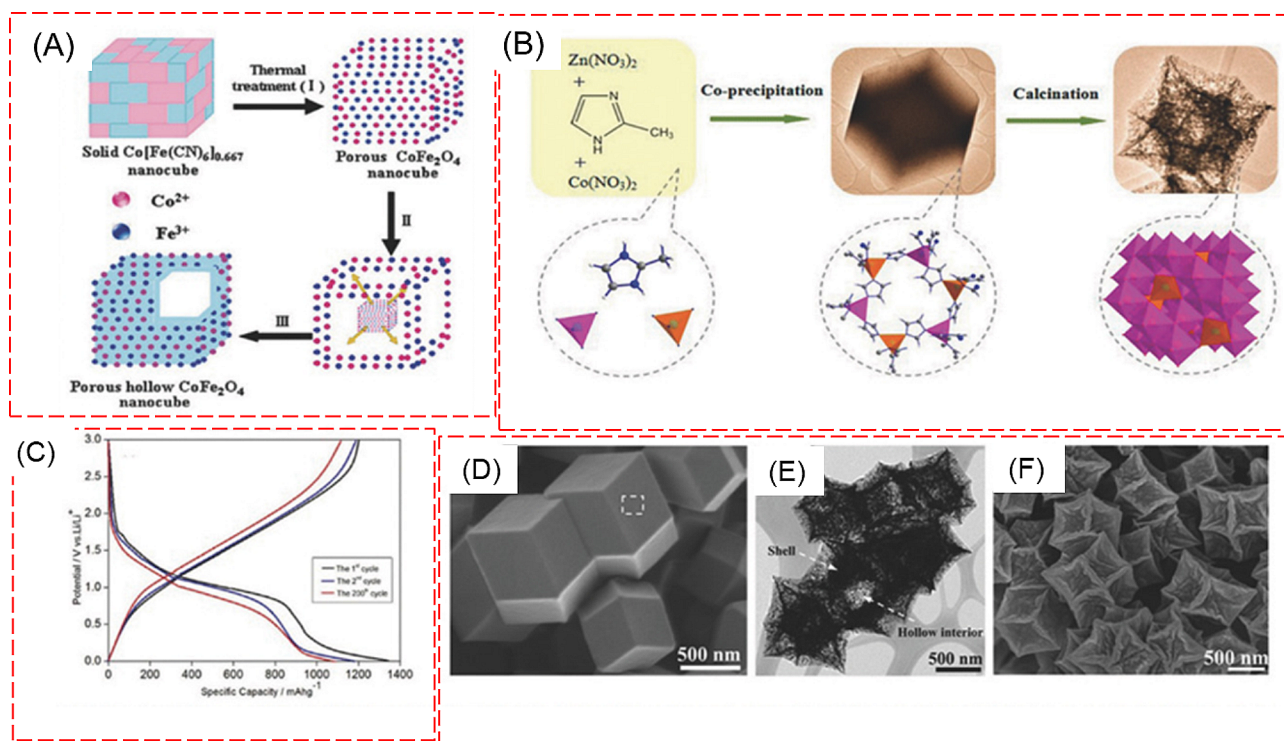 (A)
Thermal
treatment (I)
Solid Co[Fe(CN)₆]₀.₆₆₇
nanocube
Porous CoFe₂O₄
nanocube
Co²⁺
Fe³⁺
II
III
Porous hollow CoFe₂O₄
nanocube
(B)
Zn(NO₃)₂
+
N
CH₃
N
H
+
Co(NO₃)₂
Co-precipitation
Calcination
(C)
Potential / V vs.Li/Li⁺
3.0
2.5
2.0
1.5
1.0
0.5
0.0
The 1ˢᵗ cycle
The 2ⁿᵈ cycle
The 200ᵗʰ cycle
0 200 400 600 800 1000 1200 1400
Specific Capacity / mAhg⁻¹
(D)
500 nm
(E)
Shell
Hollow interior
500 nm
(F)
500 nm